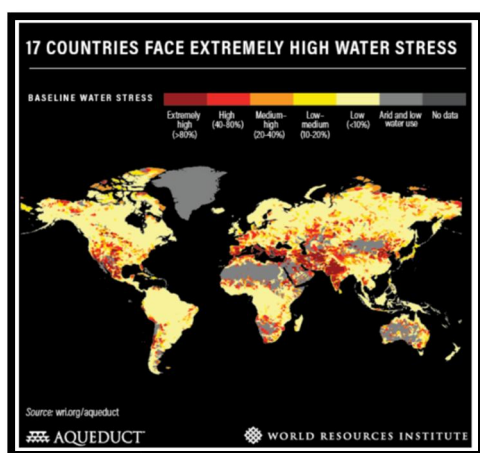 17 COUNTRIES FACE EXTREMELY HIGH WATER STRESS
BASELINE WATER STRESS
Extremely high (>80%)
High (40-80%)
Medium-high (20-40%)
Low-medium (10-20%)
Low (<10%)
Arid and low water use
No data
Source: wri.org/aqueduct
AQUEDUCT
WORLD RESOURCES INSTITUTE